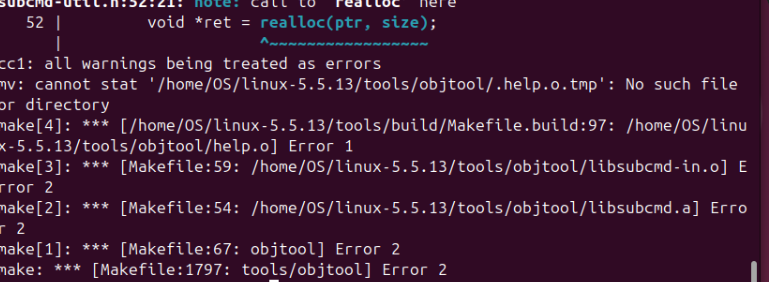 subcmd-util.h:52:21: note: call to 'realloc' here
52 | void *ret = realloc(ptr, size);
| ^~~~~~~~~~~~~~~~~~
cc1: all warnings being treated as errors
mv: cannot stat '/home/OS/linux-5.5.13/tools/objtool/.help.o.tmp': No such file
or directory
make[4]: *** [/home/OS/linux-5.5.13/tools/build/Makefile.build:97: /home/OS/linu
x-5.5.13/tools/objtool/help.o] Error 1
make[3]: *** [Makefile:59: /home/OS/linux-5.5.13/tools/objtool/libsubcmd-in.o] E
rror 2
make[2]: *** [Makefile:54: /home/OS/linux-5.5.13/tools/objtool/libsubcmd.a] Erro
r 2
make[1]: *** [Makefile:67: objtool] Error 2
make: *** [Makefile:1797: tools/objtool] Error 2